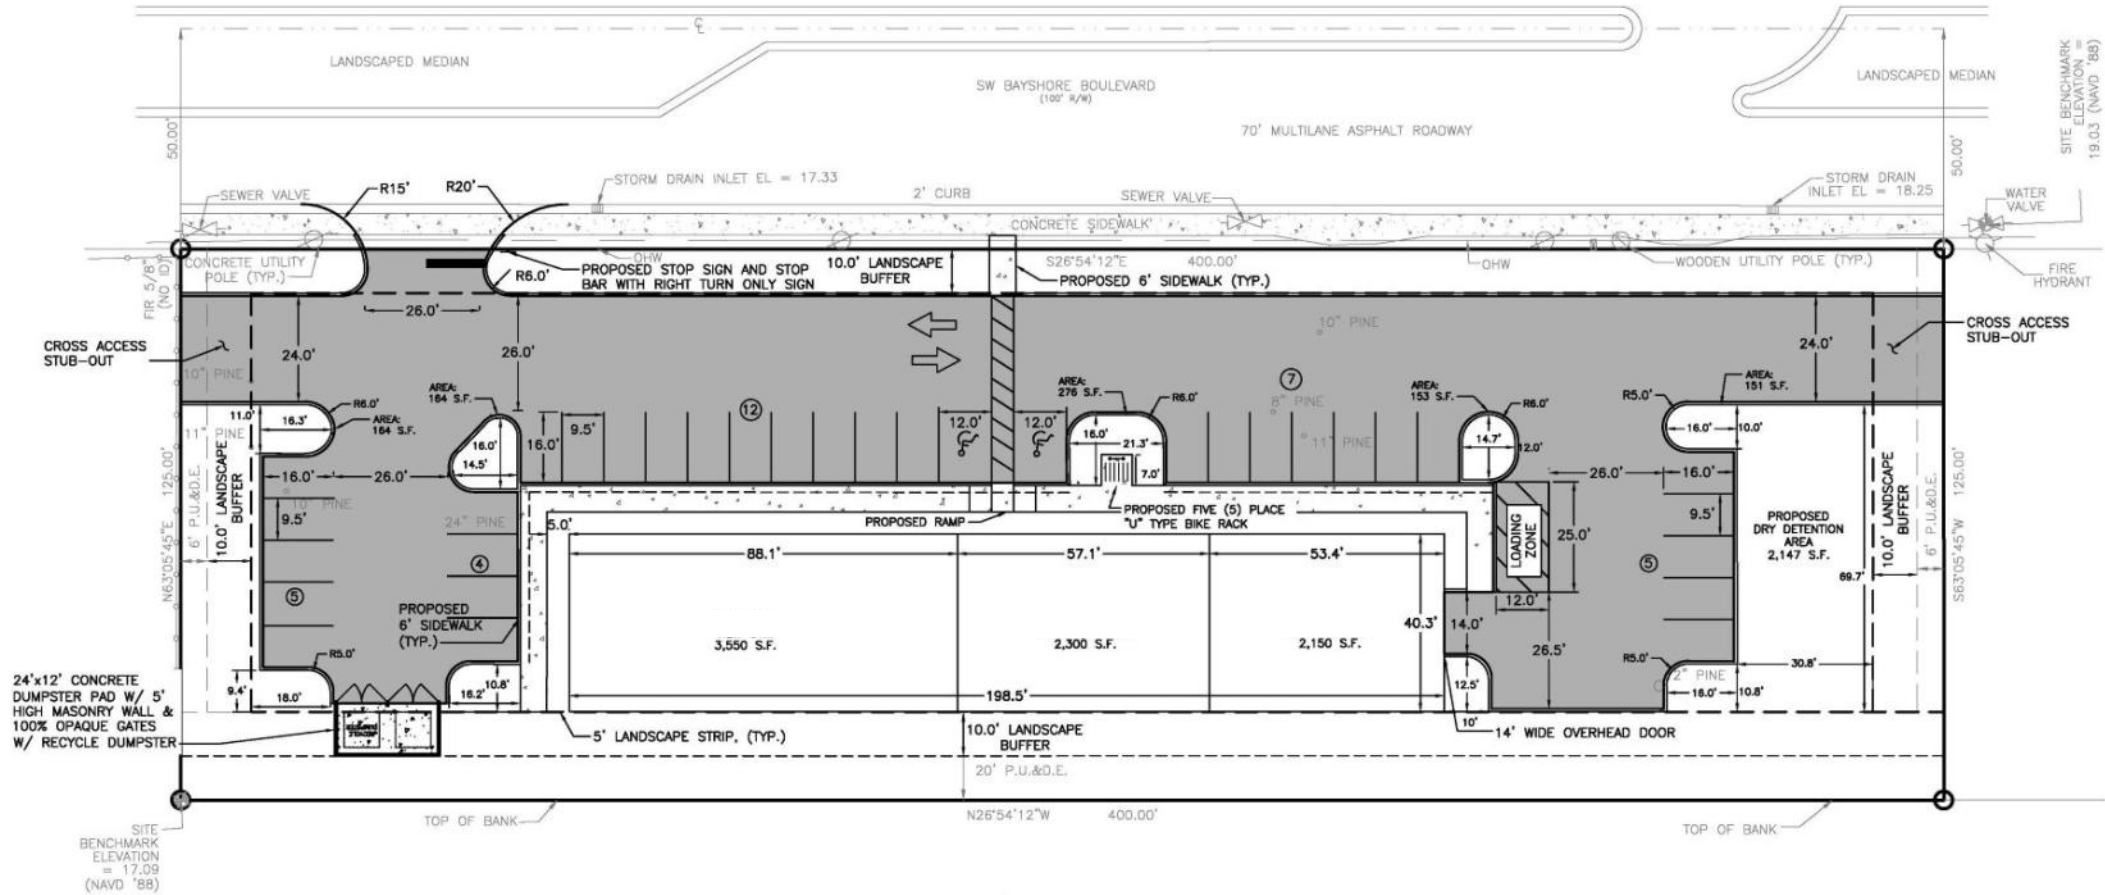 ℄
LANDSCAPED MEDIAN
SW BAYSHORE BOULEVARD
(100' R/W)
70' MULTILANE ASPHALT ROADWAY
LANDSCAPED MEDIAN
SITE BENCHMARK
ELEVATION =
19.03 (NAVD '88)
50.00'
50.00'
SEWER VALVE
R15'
R20'
STORM DRAIN INLET EL = 17.33
2' CURB
SEWER VALVE
STORM DRAIN
INLET EL = 18.25
WATER
VALVE
CONCRETE SIDEWALK
FIR 5/8"
(NO ID)
CONCRETE UTILITY
POLE (TYP.)
R6.0'
OHW
PROPOSED STOP SIGN AND STOP
BAR WITH RIGHT TURN ONLY SIGN
10.0' LANDSCAPE
BUFFER
S26°54'12"E
400.00'
PROPOSED 6' SIDEWALK (TYP.)
OHW
WOODEN UTILITY POLE (TYP.)
FIRE
HYDRANT
26.0'
CROSS ACCESS
STUB-OUT
24.0'
26.0'
10" PINE
24.0'
CROSS ACCESS
STUB-OUT
10" PINE
AREA:
164 S.F.
AREA:
276 S.F.
7
AREA:
153 S.F.
AREA:
151 S.F.
R5.0'
11.0'
16.3'
R6.0'
AREA:
164 S.F.
12
8" PINE
R6.0'
R6.0'
11" PINE
16.0'
14.5'
16.0'
9.5'
12.0'
12.0'
16.0'
21.3'
7.0'
11" PINE
14.7'
12.0'
16.0'
10.0'
10.0' LANDSCAPE
BUFFER
16.0'
26.0'
26.0'
16.0'
10.0' LANDSCAPE
BUFFER
N63°05'45"E 125.00'
6' P.U.&D.E.
10" PINE
9.5'
24" PINE
5.0'
PROPOSED RAMP
PROPOSED FIVE (5) PLACE
"U" TYPE BIKE RACK
LOADING
ZONE
25.0'
9.5'
PROPOSED
DRY DETENTION
AREA
2,147 S.F.
6' P.U.&D.E.
S63°05'45"W 125.00'
88.1'
57.1'
53.4'
4
5
5
69.7'
PROPOSED
6' SIDEWALK
(TYP.)
12.0'
3,550 S.F.
2,300 S.F.
2,150 S.F.
40.3'
14.0'
26.5'
R5.0'
R5.0'
30.8'
2" PINE
24'x12' CONCRETE
DUMPSTER PAD W/ 5'
HIGH MASONRY WALL &
100% OPAQUE GATES
W/ RECYCLE DUMPSTER
9.4'
18.0'
16.2'
10.8'
198.5'
12.5'
10'
16.0'
10.8'
5' LANDSCAPE STRIP, (TYP.)
10.0' LANDSCAPE
BUFFER
14' WIDE OVERHEAD DOOR
20' P.U.&D.E.
TOP OF BANK
N26°54'12"W
400.00'
TOP OF BANK
SITE
BENCHMARK
ELEVATION
= 17.09
(NAVD '88)